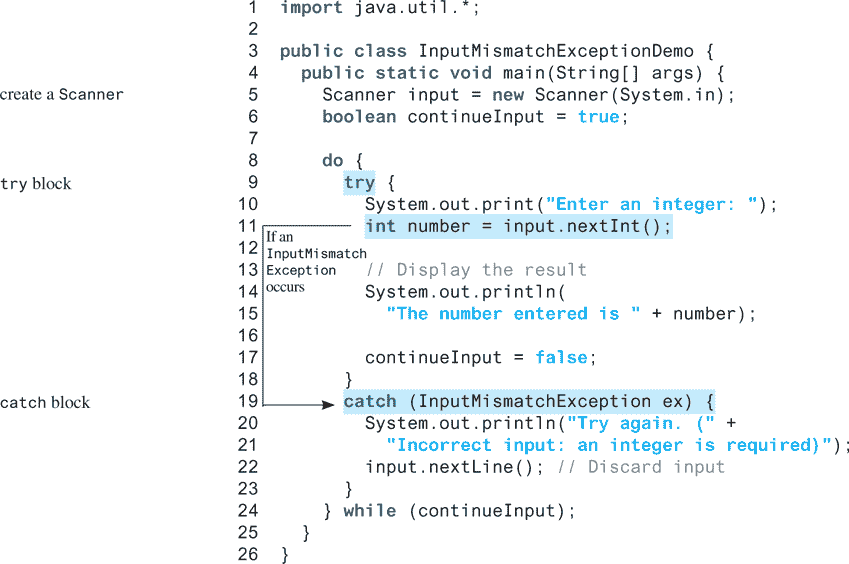 1 import java.util.*;
2
3 public class InputMismatchExceptionDemo {
4 public static void main(String[] args) {
create a Scanner 5 Scanner input = new Scanner(System.in);
6 boolean continueInput = true;
7
8 do {
try block 9 try {
10 System.out.print("Enter an integer: ");
11 int number = input.nextInt();
If an
12
InputMismatch
Exception 13 // Display the result
occurs 14 System.out.println(
15 "The number entered is " + number);
16
17 continueInput = false;
18 }
catch block 19 catch (InputMismatchException ex) {
20 System.out.println("Try again. (" +
21 "Incorrect input: an integer is required)");
22 input.nextLine(); // Discard input
23 }
24 } while (continueInput);
25 }
26 }